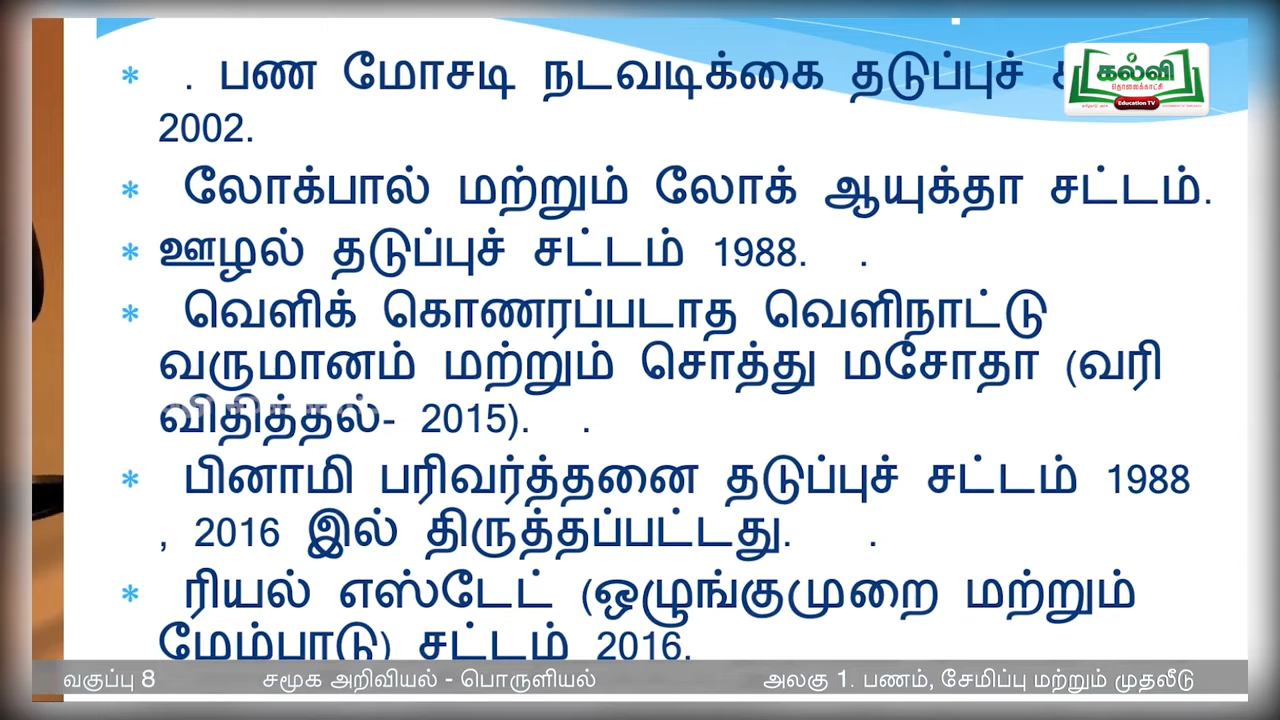 * . பண மோசடி நடவடிக்கை தடுப்புச்
2002.
* லோக்பால் மற்றும் லோக் ஆயுக்தா சட்டம்.
* ஊழல் தடுப்புச் சட்டம் 1988. .
* வெளிக் கொணரப்படாத வெளிநாட்டு
வருமானம் மற்றும் சொத்து மசோதா (வரி
விதித்தல்- 2015). .
* பினாமி பரிவர்த்தனை தடுப்புச் சட்டம் 1988
, 2016 இல் திருத்தப்பட்டது. .
* ரியல் எஸ்டேட் (ஒழுங்குமுறை மற்றும்
மேம்பாடு) சட்டம் 2016.
கல்வி
தொலைக்காட்சி
Education TV
வகுப்பு 8 சமூக அறிவியல் - பொருளியல் அலகு 1. பணம், சேமிப்பு மற்றும் முதலீடு